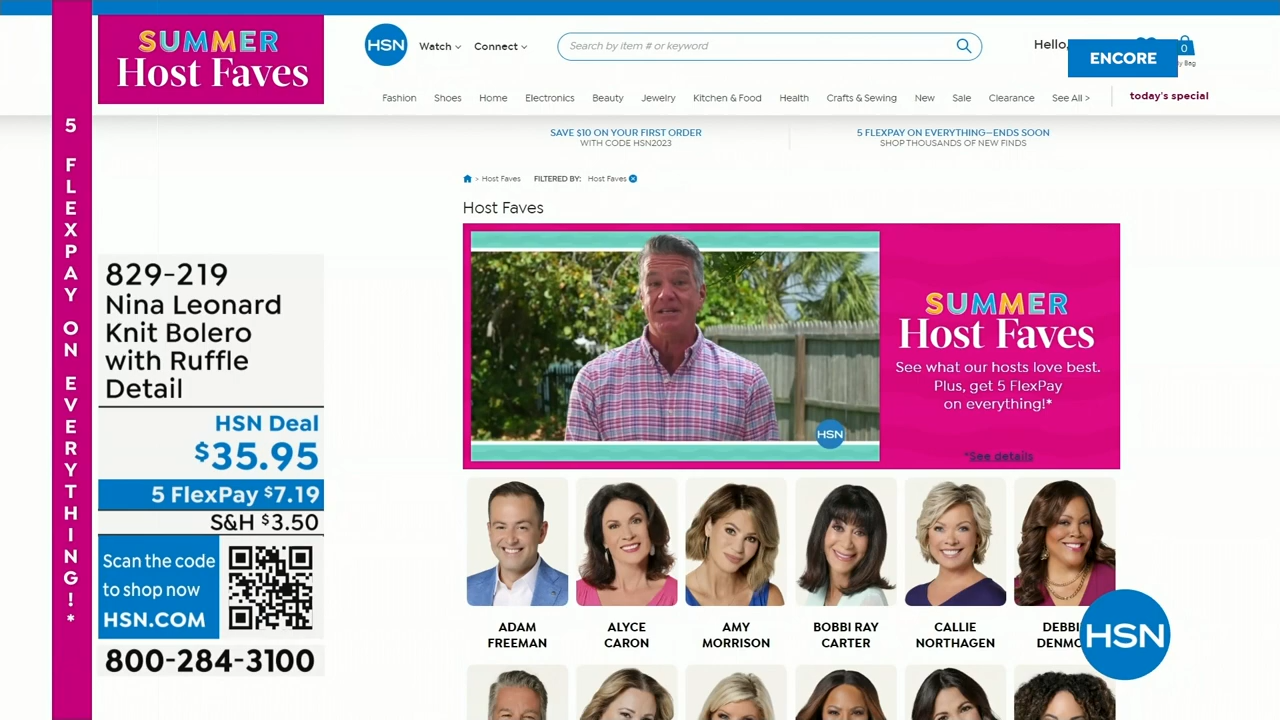 SUMMER
Host Faves
5 FLEXPAY ON EVERYTHING!*
829-219
Nina Leonard
Knit Bolero
with Ruffle
Detail
HSN Deal
$35.95
5 FlexPay $7.19
S&H $3.50
Scan the code
to shop now
HSN.COM
800-284-3100
HSN
Watch
Connect
Search by item # or keyword
Hello,
ENCORE
0
Bag
Fashion
Shoes
Home
Electronics
Beauty
Jewelry
Kitchen & Food
Health
Crafts & Sewing
New
Sale
Clearance
See All >
today's special
SAVE $10 ON YOUR FIRST ORDER
WITH CODE HSN2023
5 FLEXPAY ON EVERYTHING—ENDS SOON
SHOP THOUSANDS OF NEW FINDS
> Host Faves
FILTERED BY:
Host Faves
Host Faves
HSN
SUMMER
Host Faves
See what our hosts love best.
Plus, get 5 FlexPay
on everything!*
*See details
ADAM
FREEMAN
ALYCE
CARON
AMY
MORRISON
BOBBI RAY
CARTER
CALLIE
NORTHAGEN
HSN